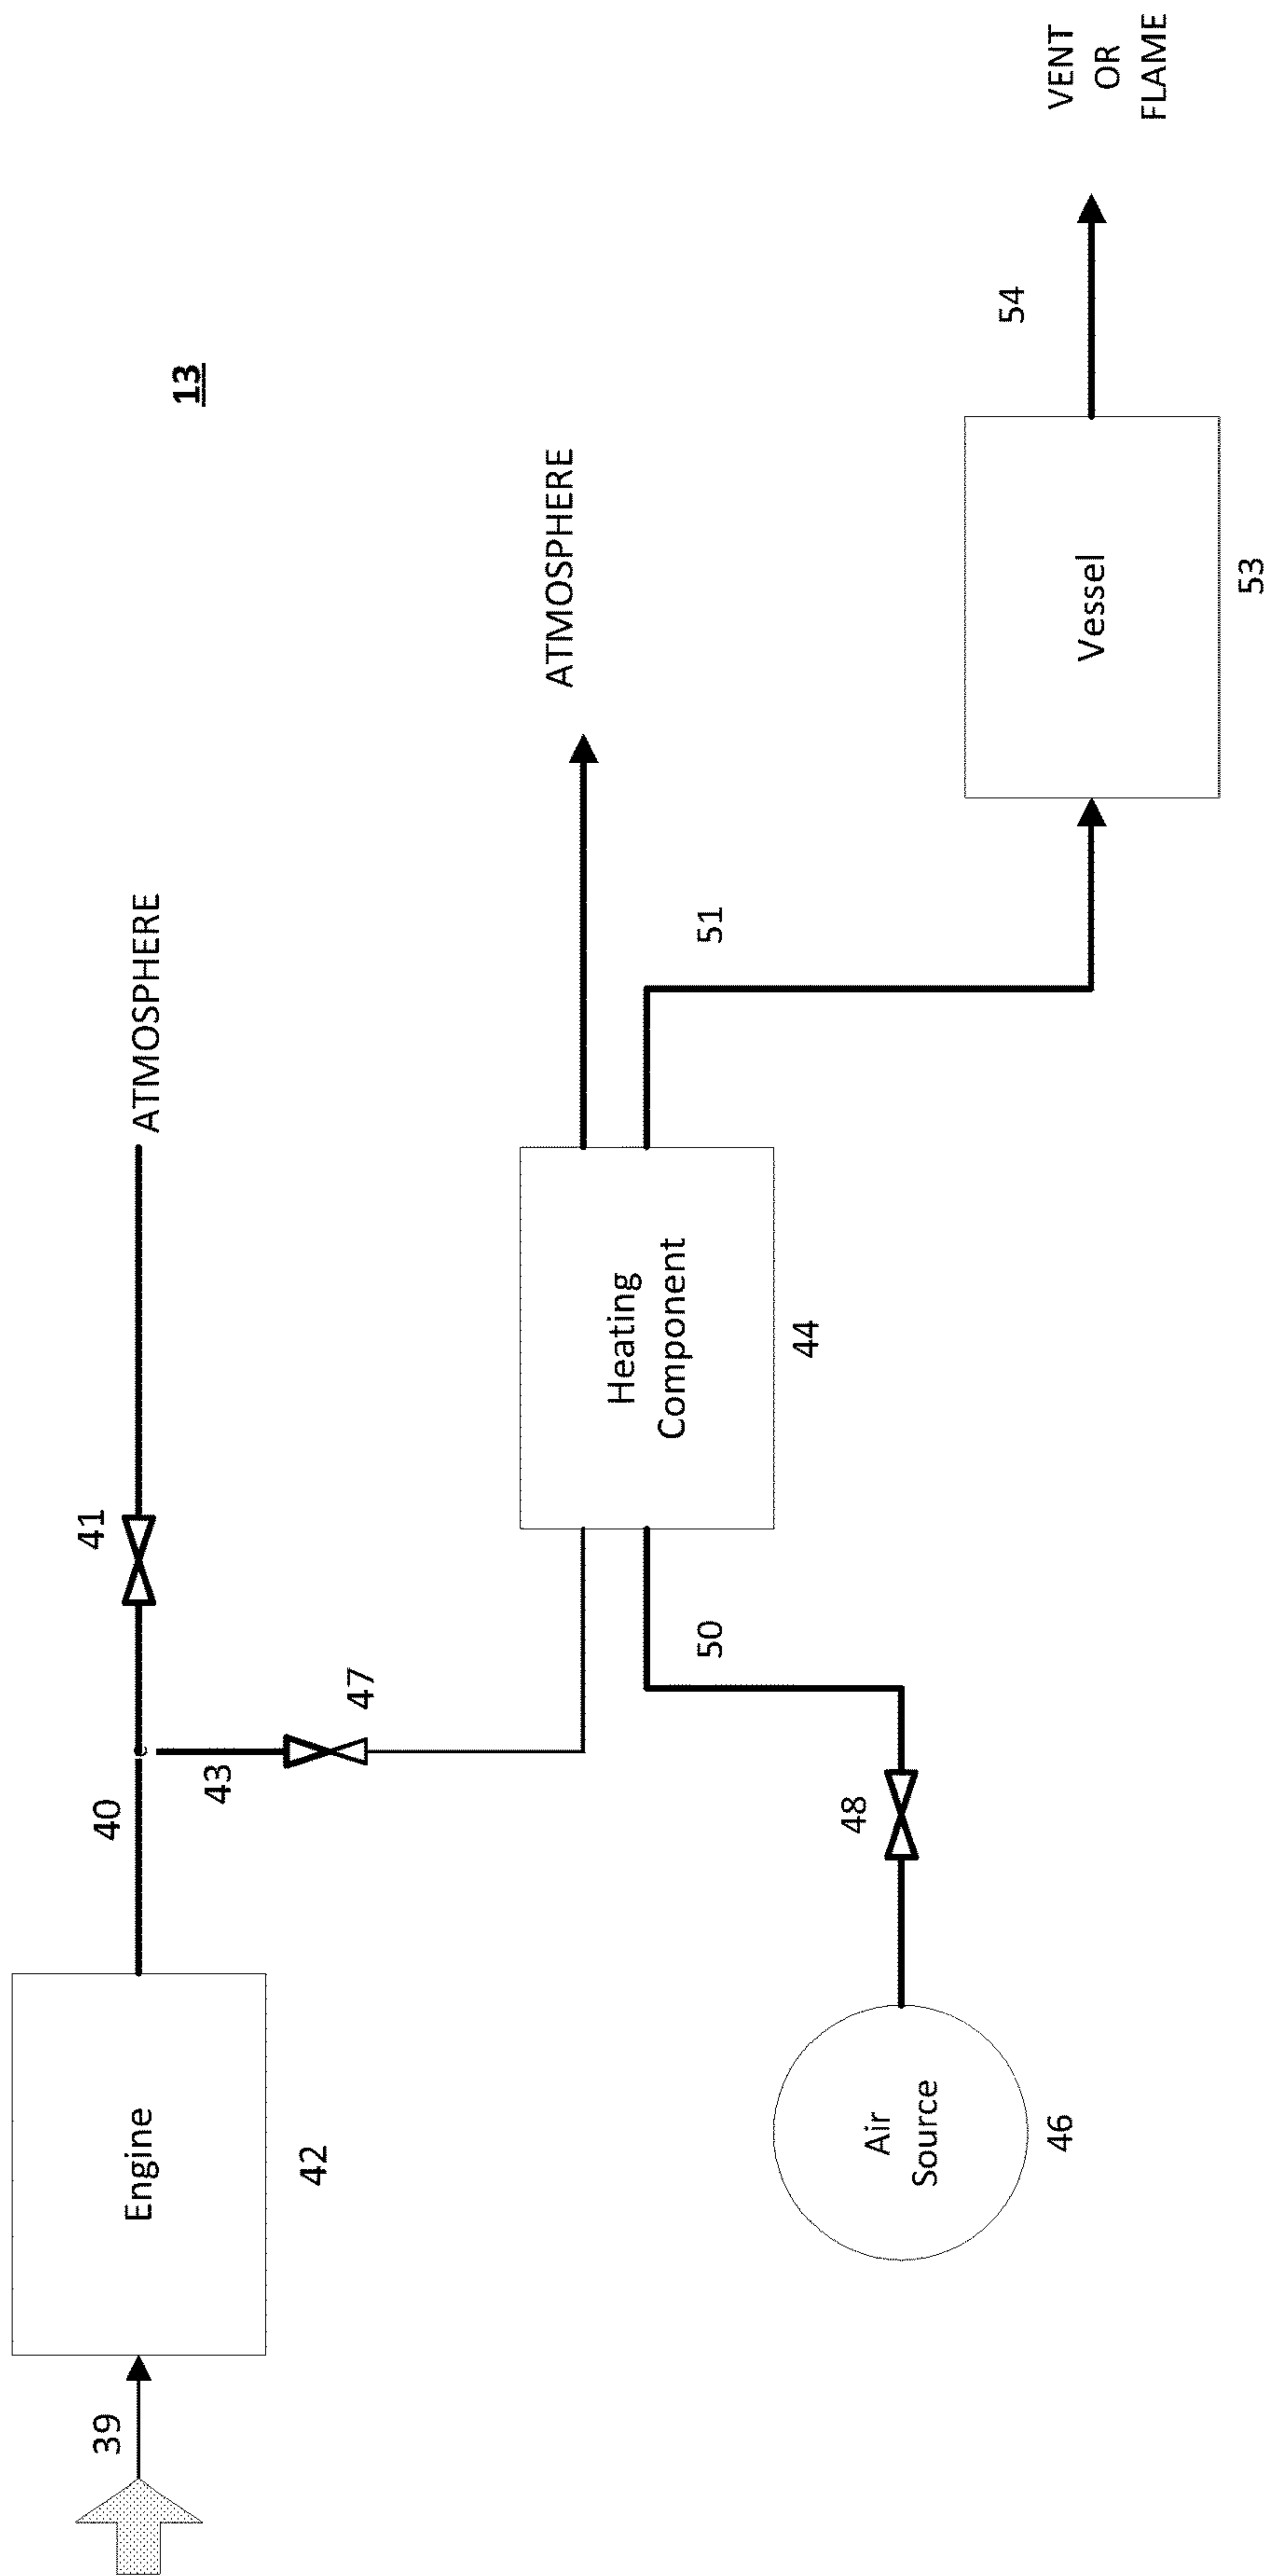 13
39
Engine
42
40
41
ATMOSPHERE
43
47
Heating
Component
44
ATMOSPHERE
Air
Source
46
48
50
51
Vessel
53
54
VENT
OR
FLAME